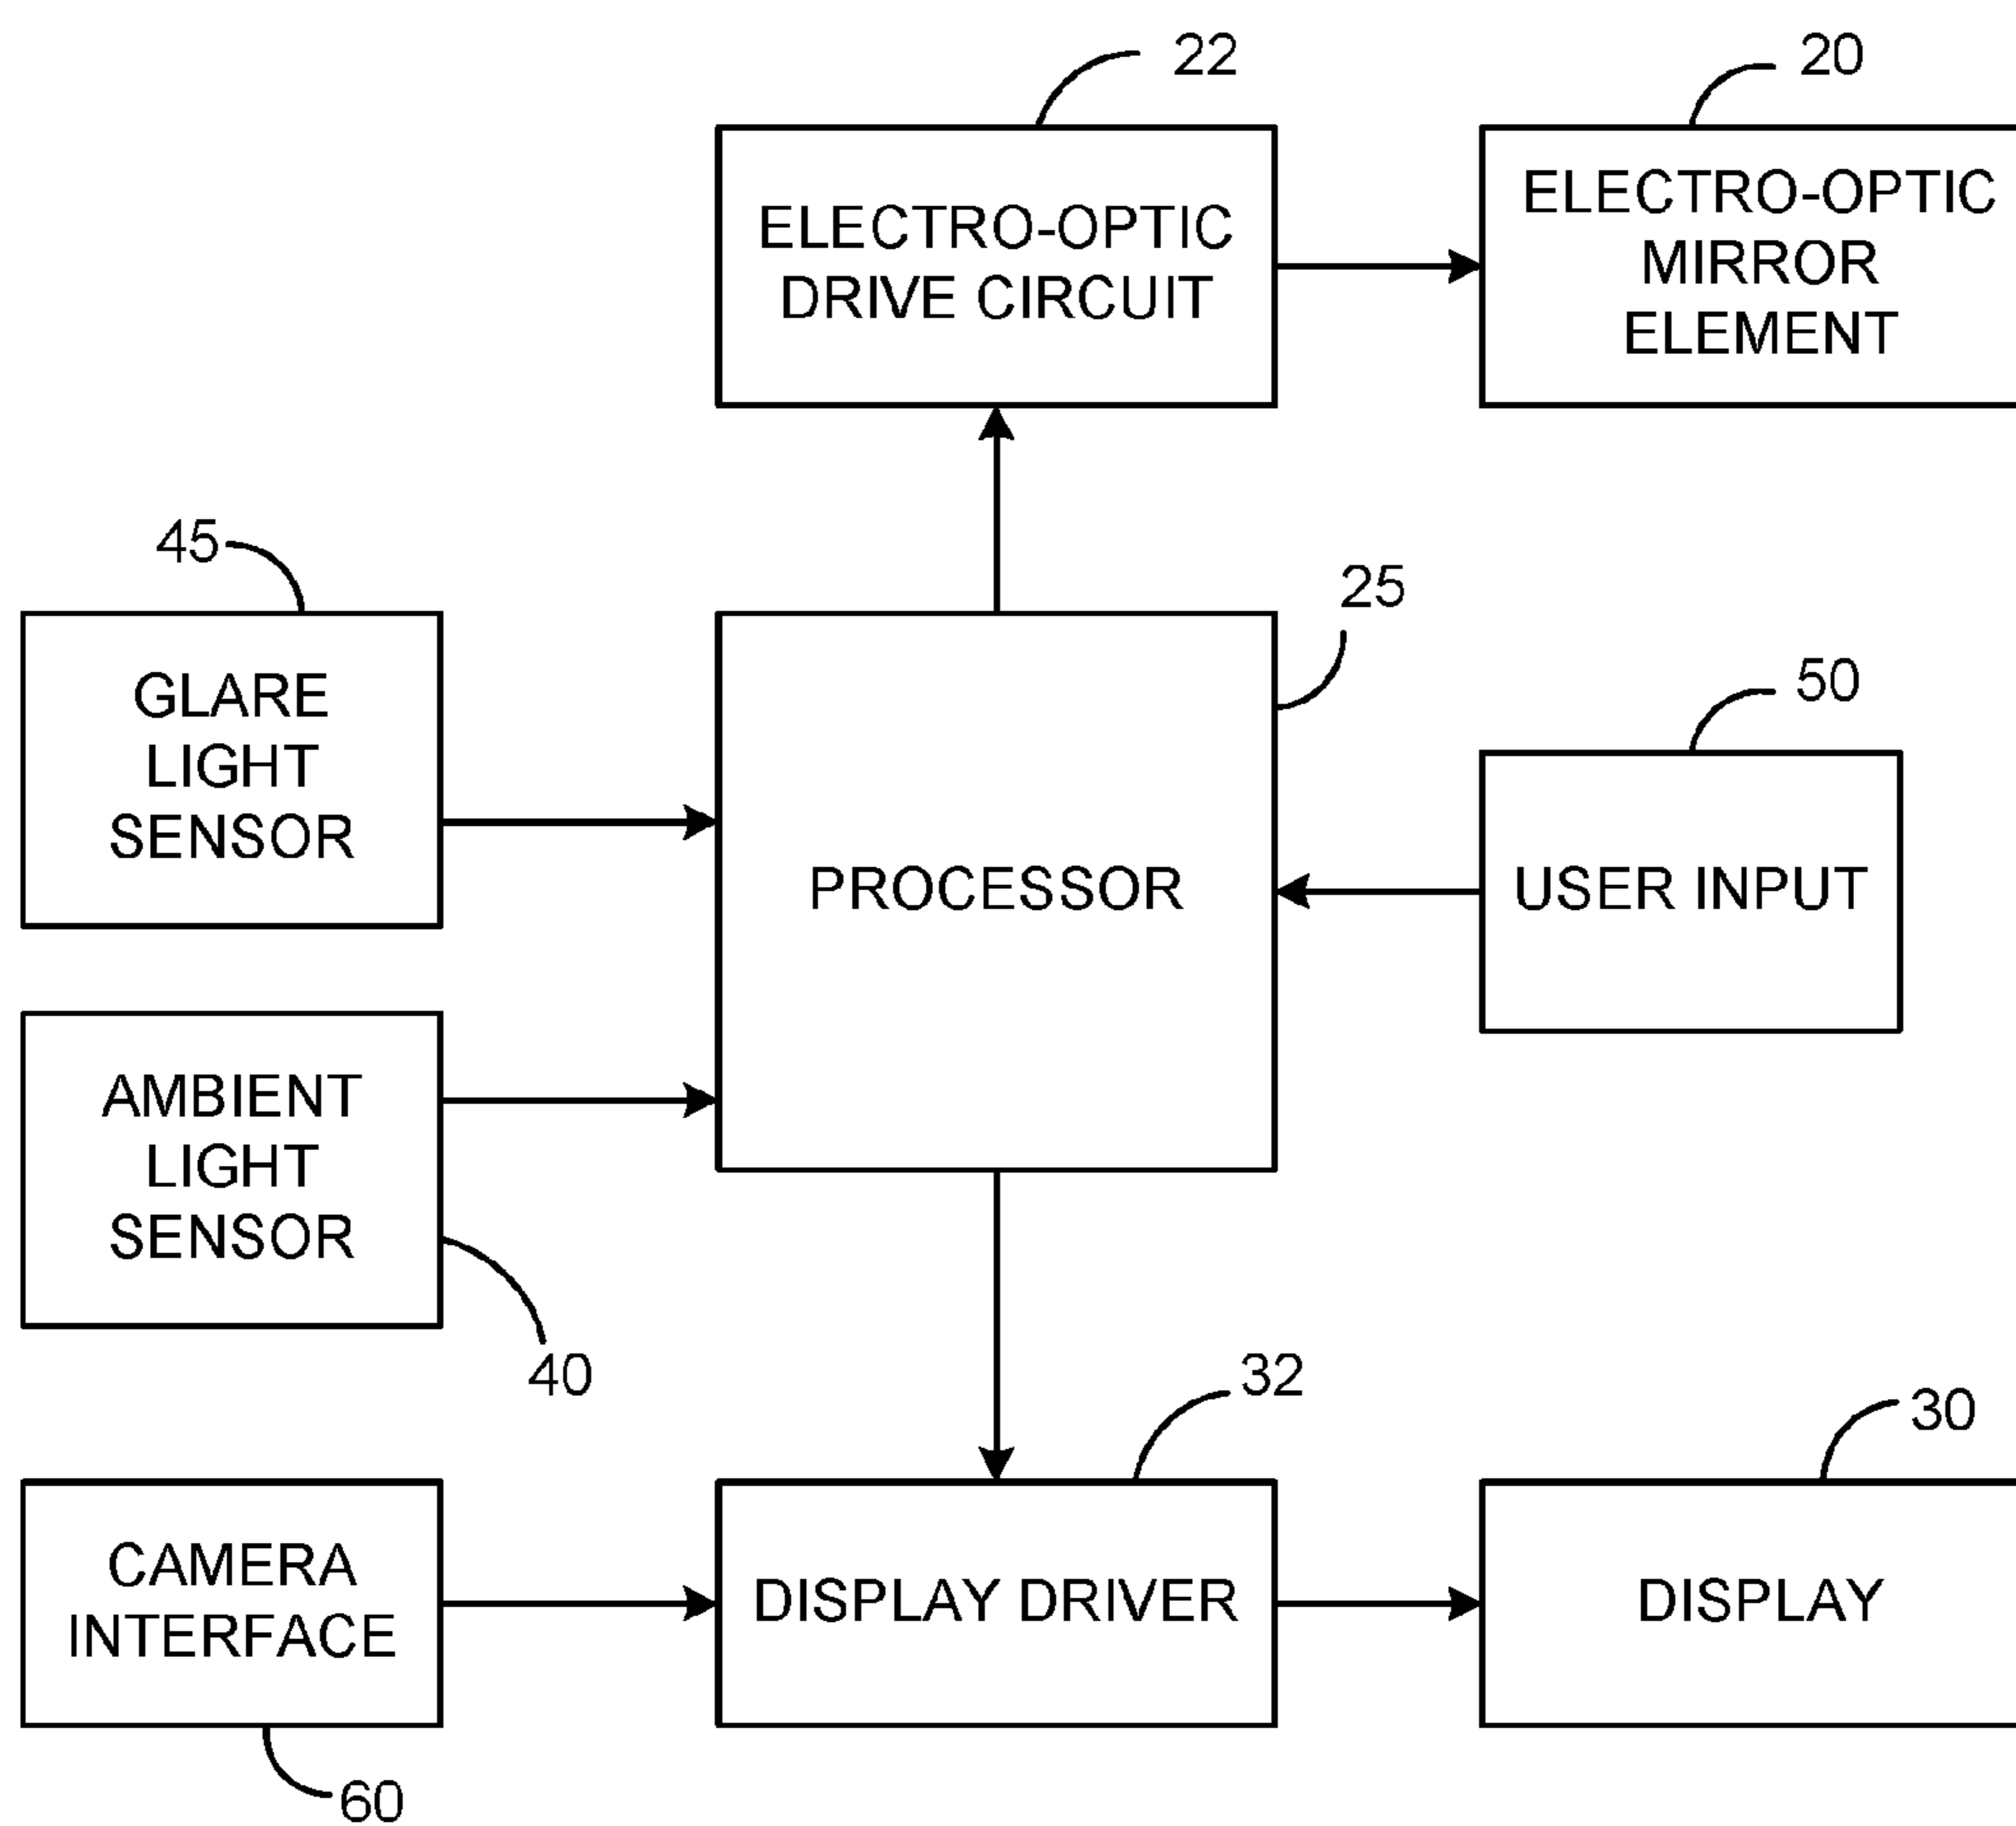 22
20
ELECTRO-OPTIC
DRIVE CIRCUIT
ELECTRO-OPTIC
MIRROR
ELEMENT
45
25
GLARE
LIGHT
SENSOR
PROCESSOR
50
USER INPUT
AMBIENT
LIGHT
SENSOR
40
32
30
CAMERA
INTERFACE
DISPLAY DRIVER
DISPLAY
60